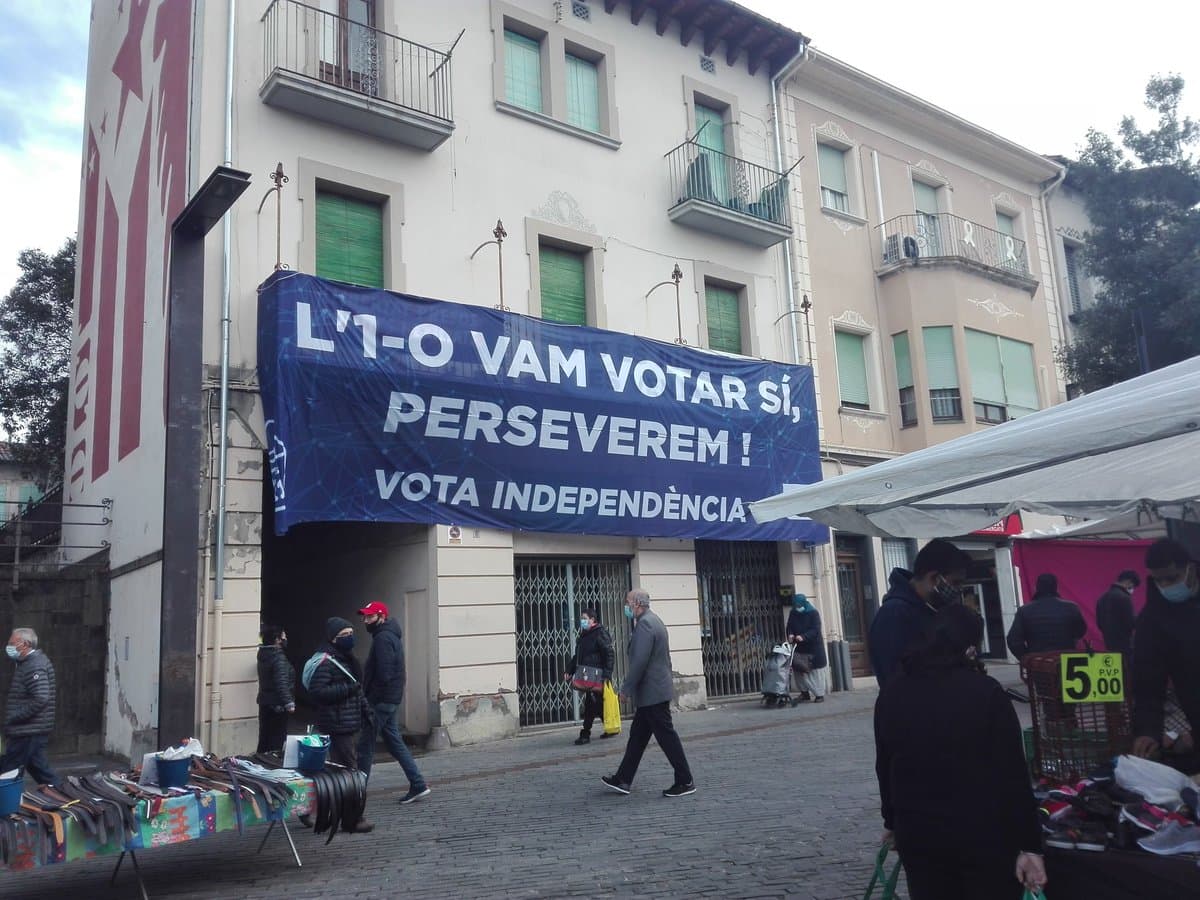 L'1-O VAM VOTAR SÍ,
PERSEVEREM !
VOTA INDEPENDÈNCIA
5,00
€
P.V.P